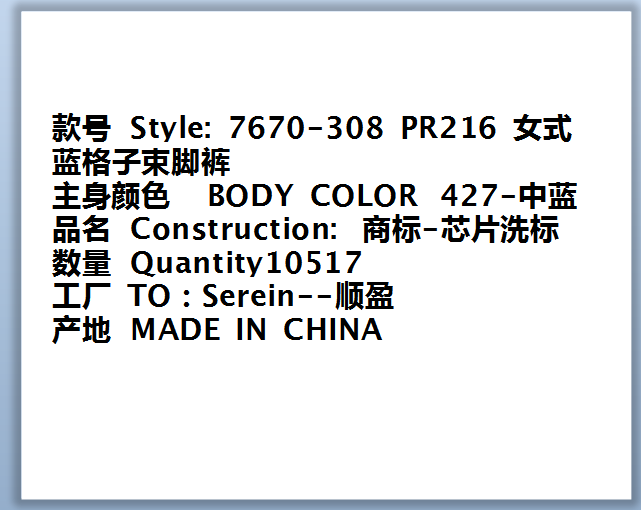 款号 Style: 7670-308 PR216 女式
蓝格子束脚裤
主身颜色 BODY COLOR 427-中蓝
品名 Construction: 商标-芯片洗标
数量 Quantity10517
工厂 TO：Serein--顺盈
产地 MADE IN CHINA